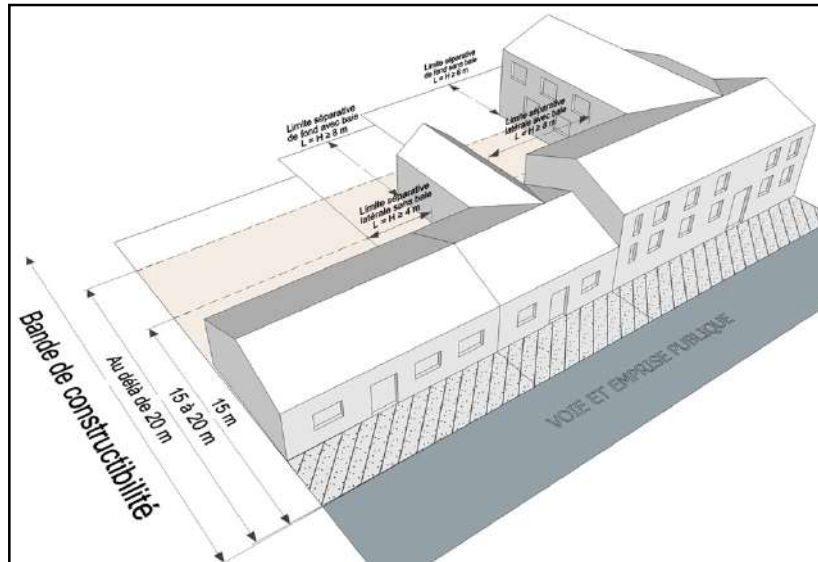 Limite séparative
de fond sans baie
L = H ≥ 6 m
Limite séparative
de fond avec baie
L = H ≥ 8 m
Limite séparative
latérale avec baie
L = H ≥ 8 m
Limite séparative
latérale sans baie
L = H ≥ 4 m
Bande de constructibilité
Au délà de 20 m
15 à 20 m
15 m
VOIE ET EMPRISE PUBLIQUE